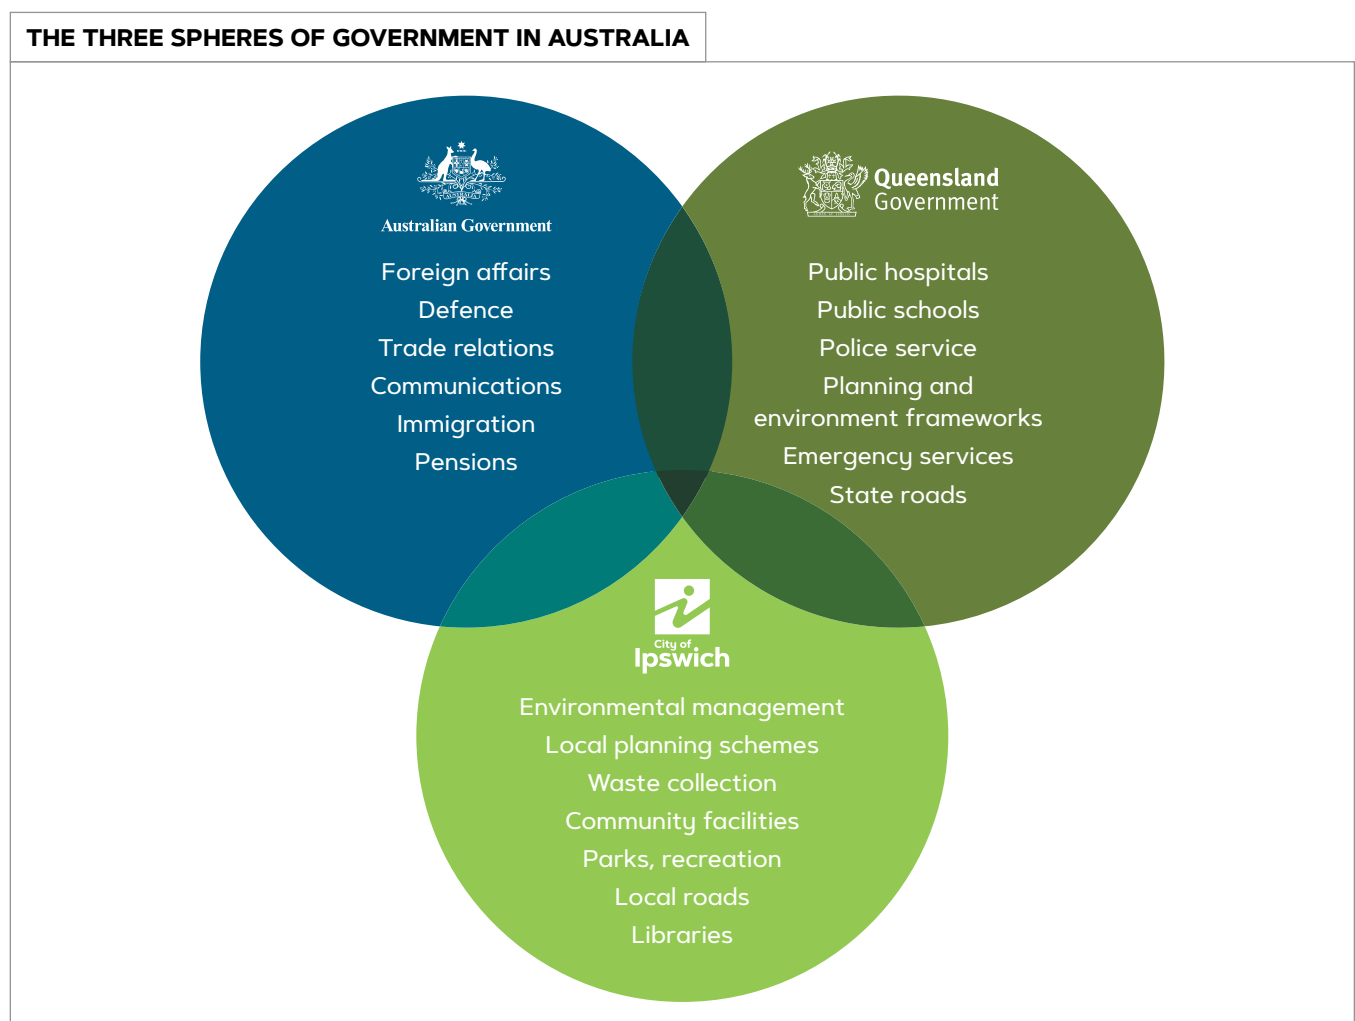 THE THREE SPHERES OF GOVERNMENT IN AUSTRALIA
Australian Government
Foreign affairs
Defence
Trade relations
Communications
Immigration
Pensions
Queensland
Government
Public hospitals
Public schools
Police service
Planning and
environment frameworks
Emergency services
State roads
City of
Ipswich
Environmental management
Local planning schemes
Waste collection
Community facilities
Parks, recreation
Local roads
Libraries